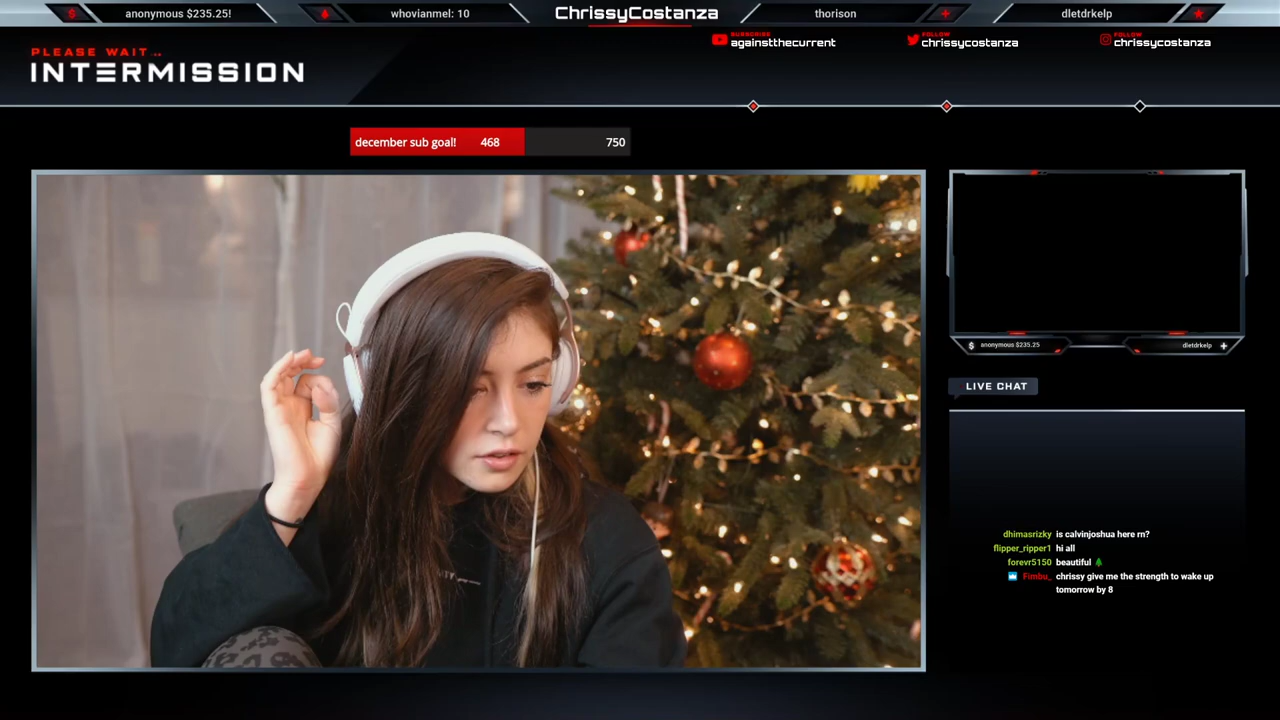 anonymous $235.25!
whovianmel: 10
ChrissyCostanza
thorison
dletdrkelp
PLEASE WAIT...
INTERMISSION
SUBSCRIBE
againstthecurrent
FOLLOW
chrissycostanza
FOLLOW
chrissycostanza
december sub goal! 468 750
$ anonymous $235.25
dletdrkelp
LIVE CHAT
dhimasrizky is calvinjoshua here rn?
flipper_ripper1 hi all
forevr5150 beautiful 🌲
Fimbu_ chrissy give me the strength to wake up
tomorrow by 8